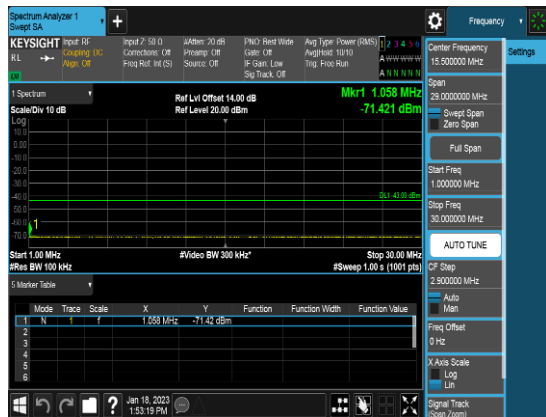 Spectrum Analyzer 1
Swept SA
+
Frequency
KEYSIGHT
RL
Input: RF
Coupling: DC
Align: Off
Input Z: 50 Ω
Corrections: Off
Freq Ref: Int (S)
#Atten: 20 dB
Preamp: Off
Source: Off
PNO: Best Wide
Gate: Off
IF Gain: Low
Sig Track: Off
Avg Type: Power (RMS)
Avg|Hold: 10/10
Trig: Free Run
1 2 3 4 5 6
A W W W W W
A N N N N N
LV
1 Spectrum
Scale/Div 10 dB
Ref Lvl Offset 14.00 dB
Ref Level 20.00 dBm
Mkr1 1.058 MHz
-71.421 dBm
Log
10.0
0.00
-10.0
-20.0
-30.0
-40.0
-50.0
-60.0
-70.0
DL1 -43.00 dBm
1
Start 1.00 MHz
#Res BW 100 kHz
#Video BW 300 kHz*
Stop 30.00 MHz
#Sweep 1.00 s (1001 pts)
5 Marker Table
Mode Trace Scale X Y Function Function Width Function Value
1 N 1 f 1.058 MHz -71.42 dBm
2
3
4
5
6
?
Jan 18, 2023
1:53:19 PM
Center Frequency
15.500000 MHz
Settings
Span
29.0000000 MHz
Swept Span
Zero Span
Full Span
Start Freq
1.000000 MHz
Stop Freq
30.000000 MHz
AUTO TUNE
CF Step
2.900000 MHz
Auto
Man
Freq Offset
0 Hz
X Axis Scale
Log
Lin
Signal Track
(Span Zoom)